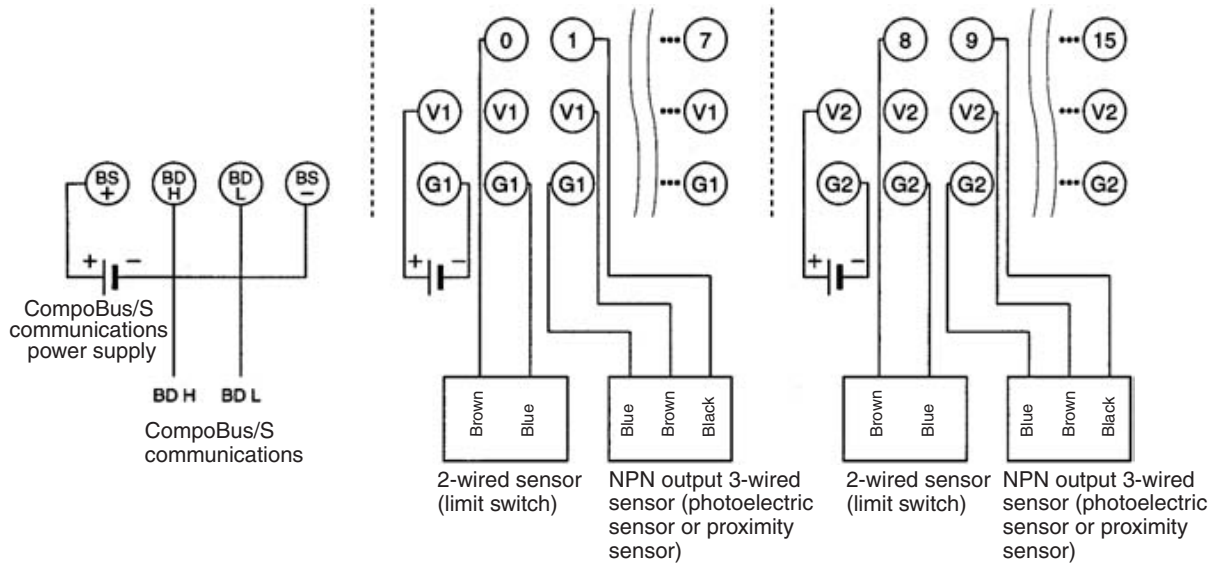 0 1 ••• 7
V1 V1 V1 ••• V1
G1 G1 G1 ••• G1
8 9 ••• 15
V2 V2 V2 ••• V2
G2 G2 G2 ••• G2
BS + BD H BD L BS −
+ −
CompoBus/S
communications
power supply
BD H BD L
CompoBus/S
communications
+ −
Brown Blue
2-wired sensor
(limit switch)
Blue Brown Black
NPN output 3-wired
sensor (photoelectric
sensor or proximity
sensor)
+ −
Brown Blue
2-wired sensor
(limit switch)
Blue Brown Black
NPN output 3-wired
sensor (photoelectric
sensor or proximity
sensor)